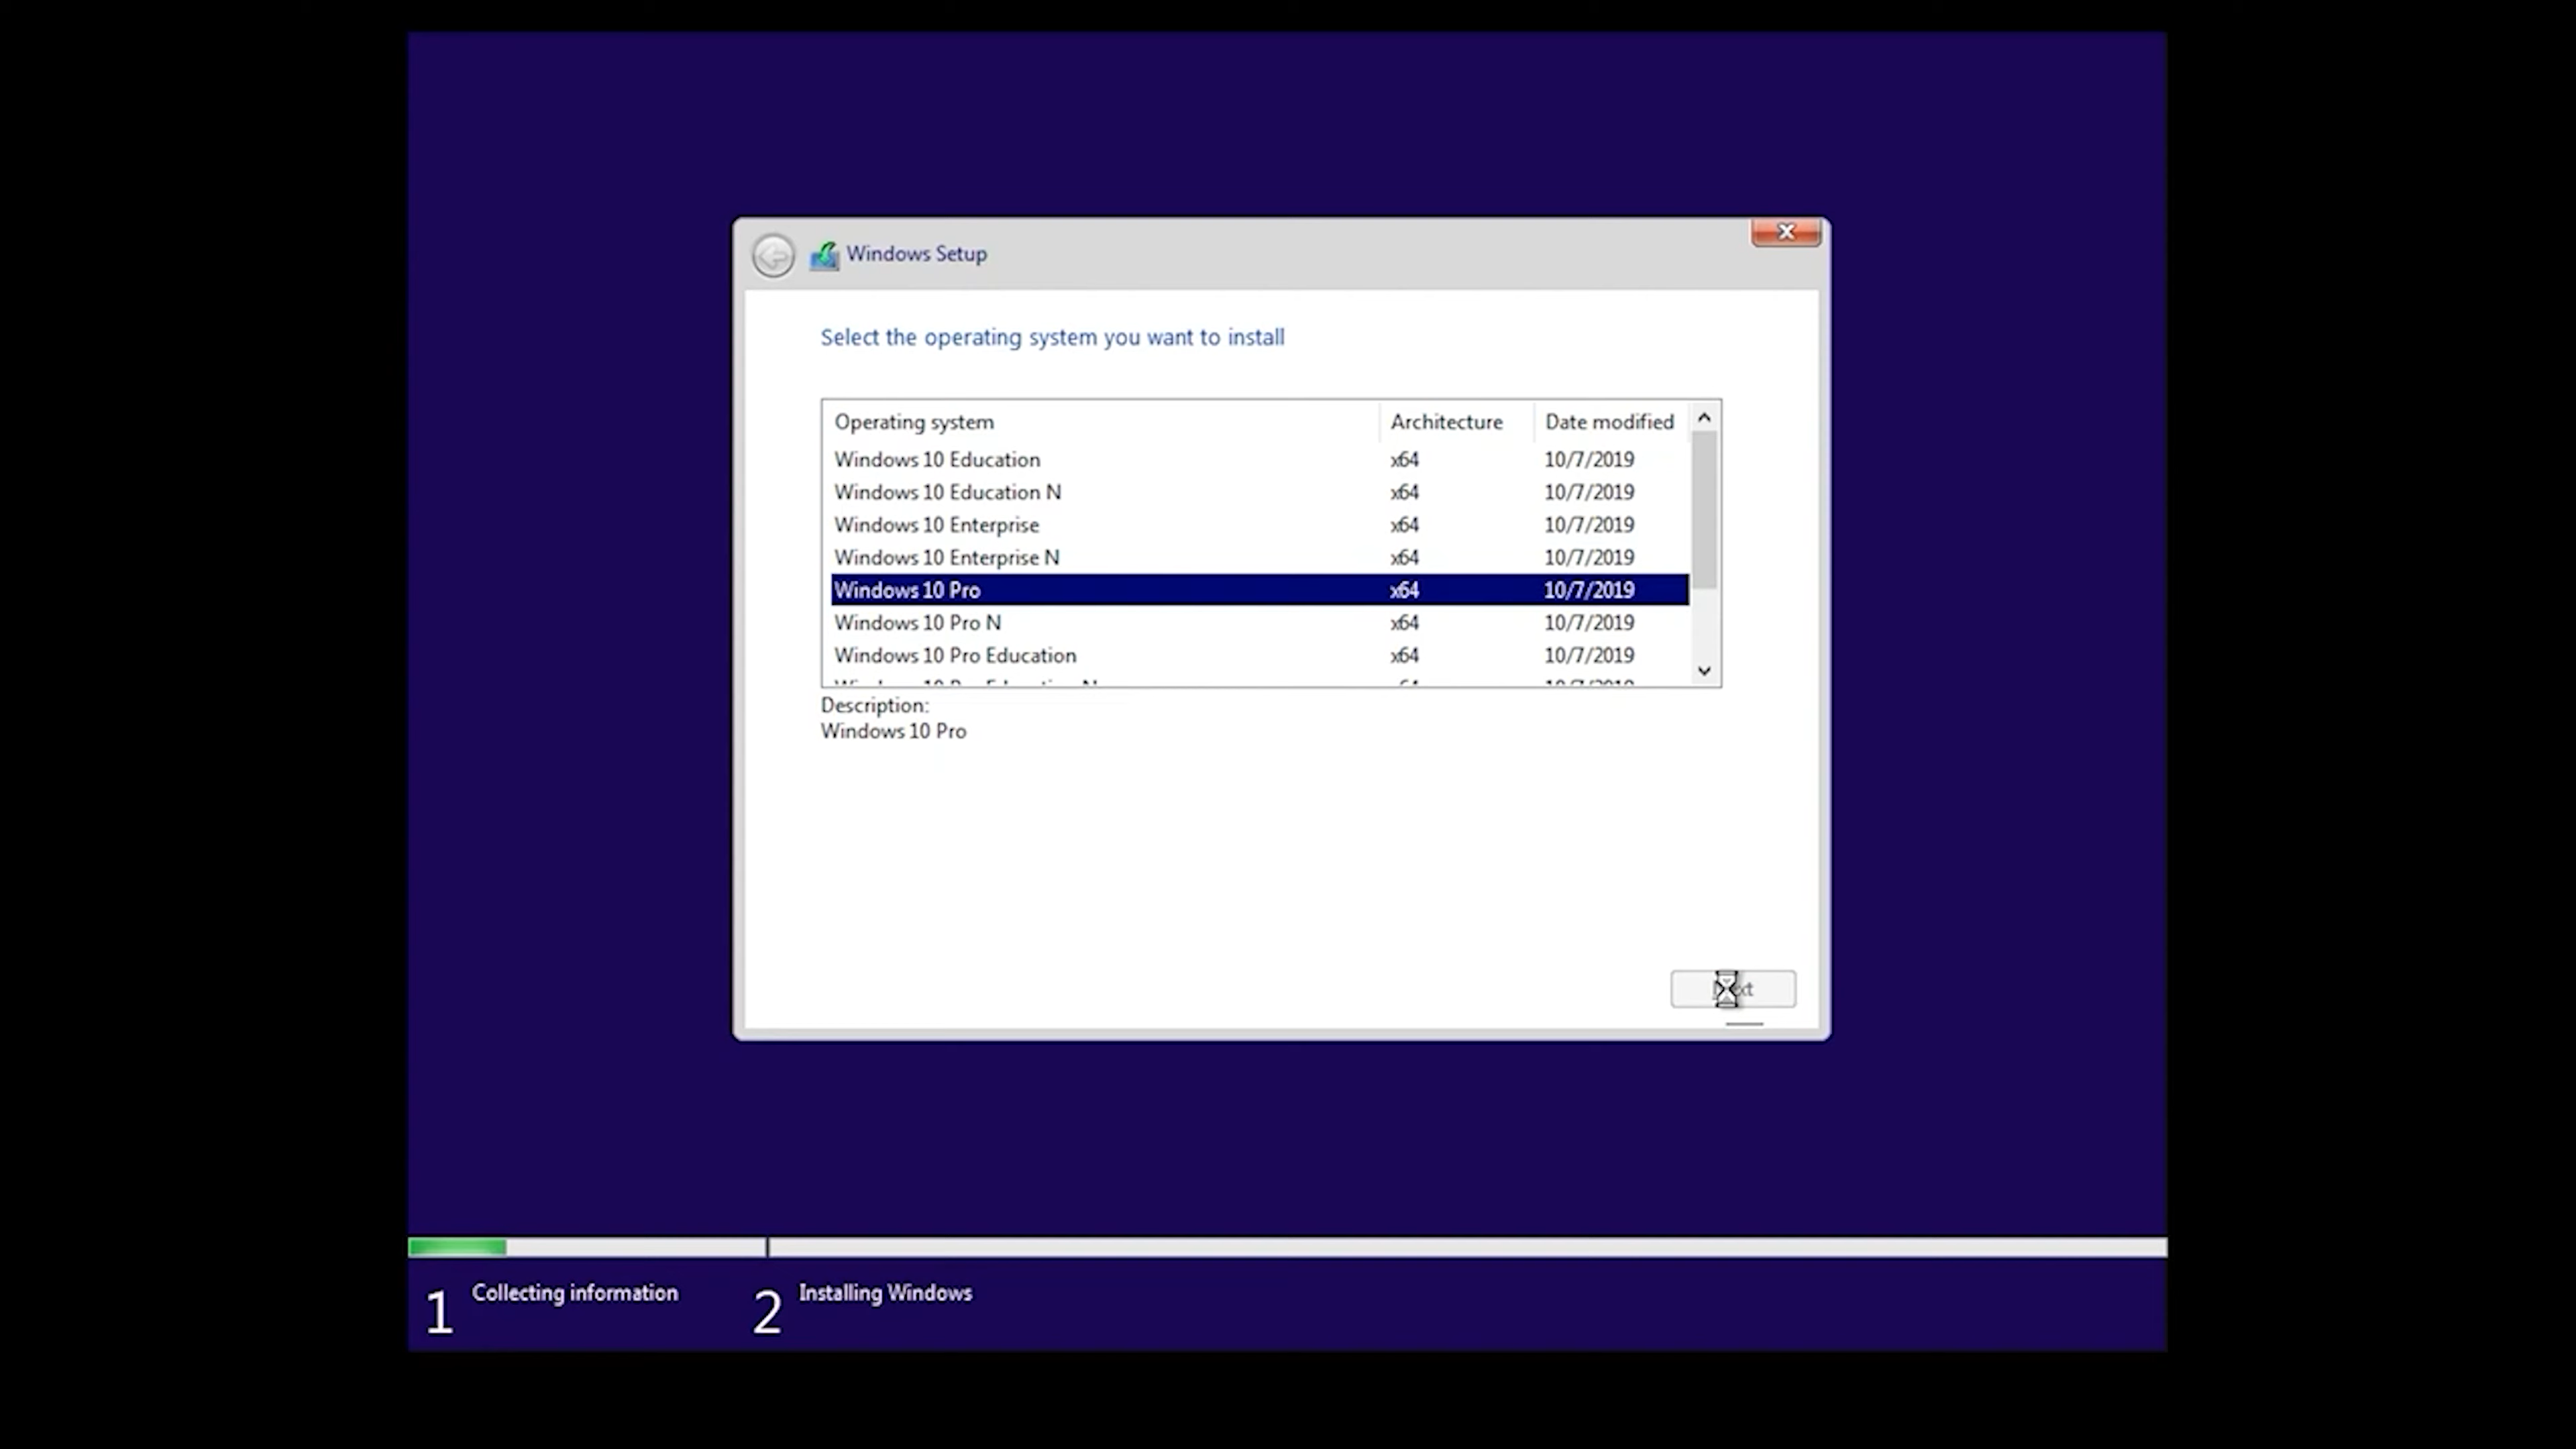 Windows Setup
Select the operating system you want to install
Operating system Architecture Date modified
Windows 10 Education x64 10/7/2019
Windows 10 Education N x64 10/7/2019
Windows 10 Enterprise x64 10/7/2019
Windows 10 Enterprise N x64 10/7/2019
Windows 10 Pro x64 10/7/2019
Windows 10 Pro N x64 10/7/2019
Windows 10 Pro Education x64 10/7/2019
Description:
Windows 10 Pro
1 Collecting information 2 Installing Windows